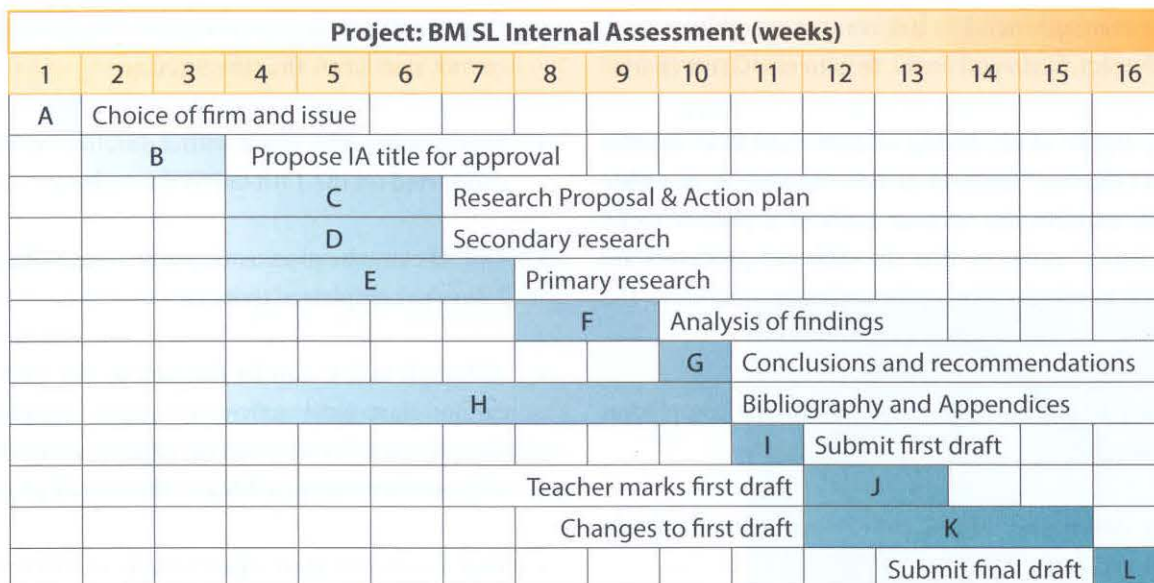 Project: BM SL Internal Assessment (weeks)
1 2 3 4 5 6 7 8 9 10 11 12 13 14 15 16
A Choice of firm and issue
B Propose IA title for approval
C Research Proposal & Action plan
D Secondary research
E Primary research
F Analysis of findings
G Conclusions and recommendations
H Bibliography and Appendices
I Submit first draft
Teacher marks first draft J
Changes to first draft K
Submit final draft L